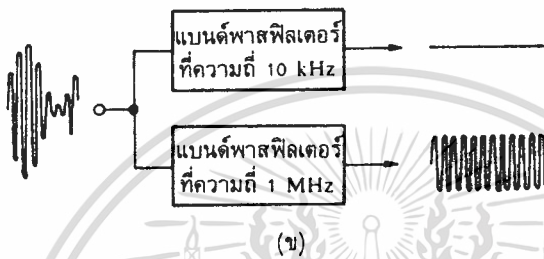 แบนด์พาสฟิลเตอร์
ที่ความถี่ 10 kHz
แบนด์พาสฟิลเตอร์
ที่ความถี่ 1 MHz
(ข)